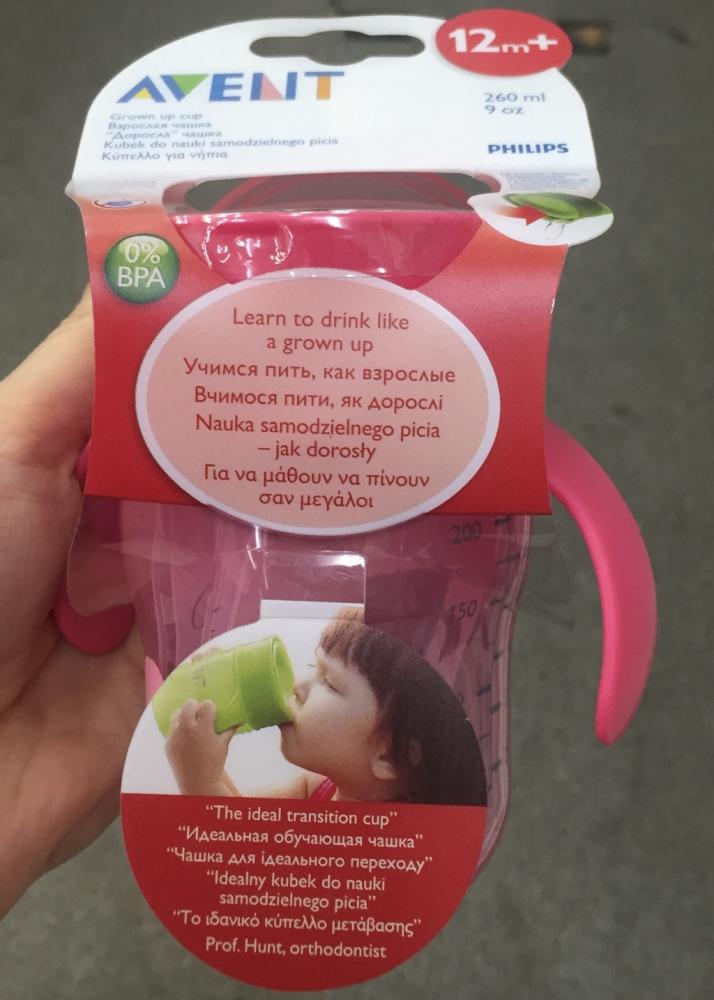 12m+
AVENT
260 ml
9 oz
Grown up cup
Взрослая чашка
"Доросла" чашка
Kubek do nauki samodzielnego picia
Κύπελλο για νήπια
PHILIPS
0%
BPA
Learn to drink like
a grown up
Учимся пить, как взрослые
Вчимося пити, як дорослі
Nauka samodzielnego picia
– jak dorosły
Για να μάθουν να πίνουν
σαν μεγάλοι
200
150
"The ideal transition cup"
"Идеальная обучающая чашка"
"Чашка для ідеального переходу"
"Idealny kubek do nauki
samodzielnego picia"
"Το ιδανικό κύπελλο μετάβασης"
Prof. Hunt, orthodontist